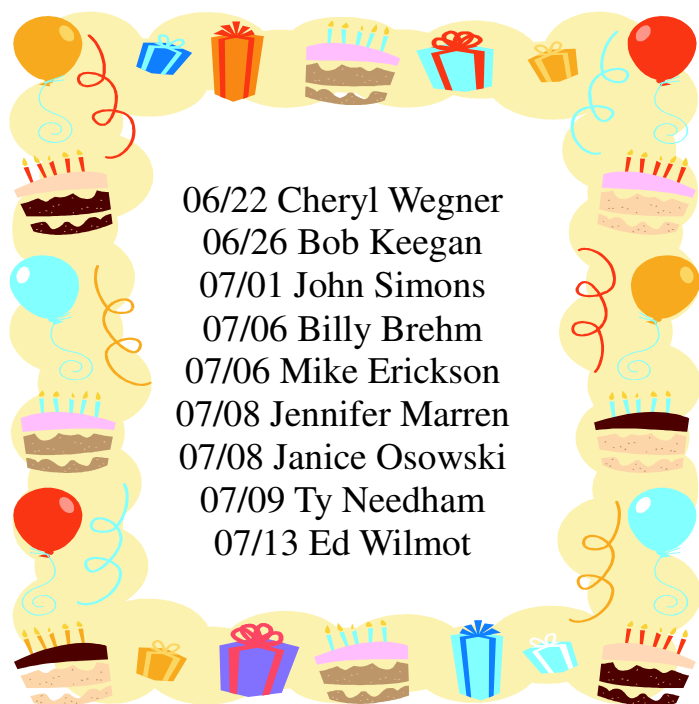 06/22 Cheryl Wegner
06/26 Bob Keegan
07/01 John Simons
07/06 Billy Brehm
07/06 Mike Erickson
07/08 Jennifer Marren
07/08 Janice Osowski
07/09 Ty Needham
07/13 Ed Wilmot